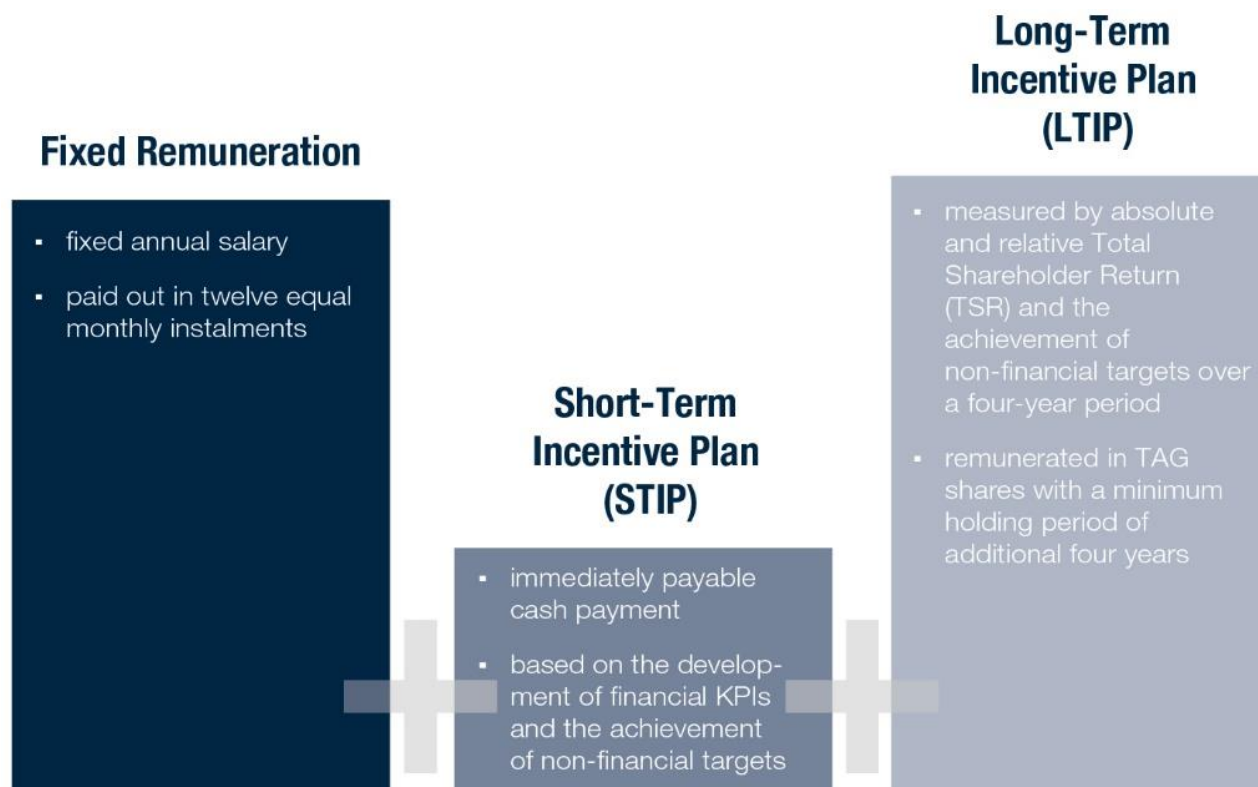 Fixed Remuneration
▪ fixed annual salary
▪ paid out in twelve equal
monthly instalments
Short-Term
Incentive Plan
(STIP)
▪ immediately payable
cash payment
▪ based on the develop-
ment of financial KPIs
and the achievement
of non-financial targets
Long-Term
Incentive Plan
(LTIP)
▪ measured by absolute
and relative Total
Shareholder Return
(TSR) and the
achievement of
non-financial targets over
a four-year period
▪ remunerated in TAG
shares with a minimum
holding period of
additional four years